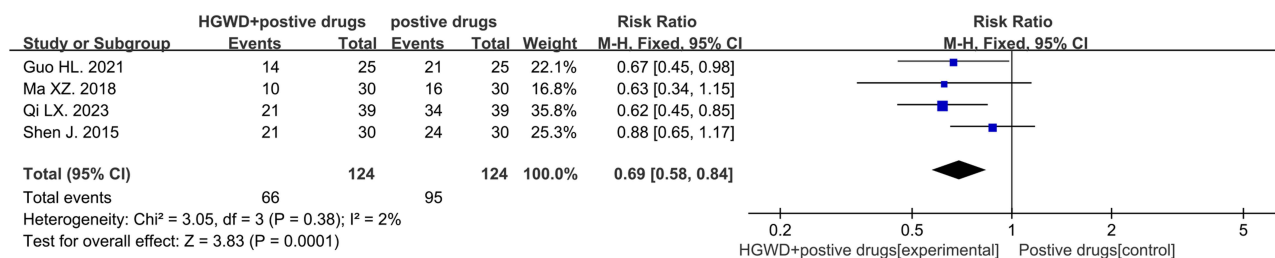 HGWD+postive drugs postive drugs Risk Ratio Risk Ratio
Study or Subgroup Events Total Events Total Weight M-H, Fixed, 95% CI M-H, Fixed, 95% CI
Guo HL. 2021 14 25 21 25 22.1% 0.67 [0.45, 0.98]
Ma XZ. 2018 10 30 16 30 16.8% 0.63 [0.34, 1.15]
Qi LX. 2023 21 39 34 39 35.8% 0.62 [0.45, 0.85]
Shen J. 2015 21 30 24 30 25.3% 0.88 [0.65, 1.17]
Total (95% CI) 124 124 100.0% 0.69 [0.58, 0.84]
Total events 66 95
Heterogeneity: Chi² = 3.05, df = 3 (P = 0.38); I² = 2%
Test for overall effect: Z = 3.83 (P = 0.0001)
0.2 0.5 1 2 5
HGWD+postive drugs[experimental] Postive drugs[control]